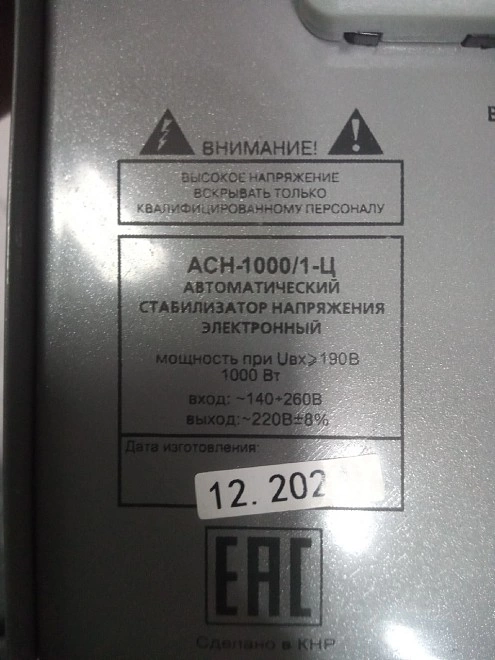 ВНИМАНИЕ!
ВЫСОКОЕ НАПРЯЖЕНИЕ
ВСКРЫВАТЬ ТОЛЬКО
КВАЛИФИЦИРОВАННОМУ ПЕРСОНАЛУ
АСН-1000/1-Ц
АВТОМАТИЧЕСКИЙ
СТАБИЛИЗАТОР НАПРЯЖЕНИЯ
ЭЛЕКТРОННЫЙ
мощность при Uвх⩾190В
1000 Вт
вход: ~140÷260В
выход:~220В±8%
Дата изготовления:
12. 202
EAC
Сделано в КНР